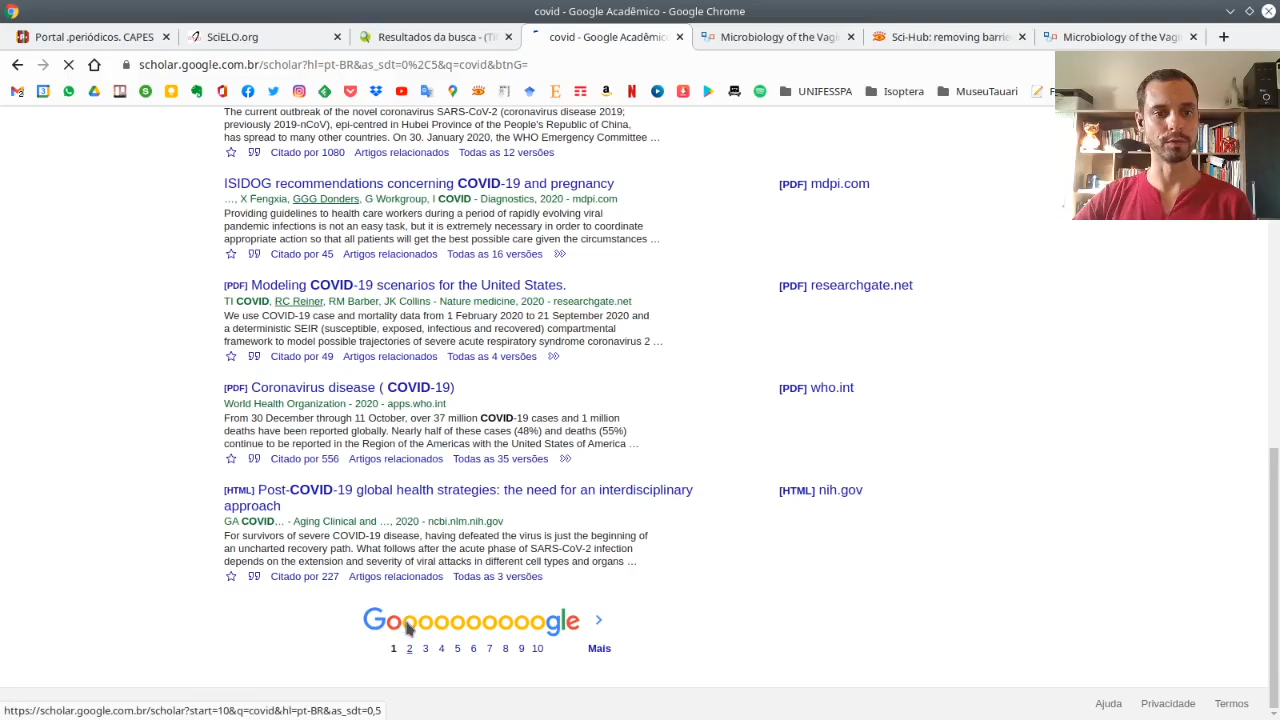 covid - Google Acadêmico - Google Chrome
Portal .periódicos. CAPES
SciELO.org
Resultados da busca - (Tít
covid - Google Acadêmico
Microbiology of the Vag
Sci-Hub: removing barrie
Microbiology of the Vag
scholar.google.com.br/scholar?hl=pt-BR&as_sdt=0%2C5&q=covid&btnG=
UNIFESSPA
Isoptera
MuseuTauari
The current outbreak of the novel coronavirus SARS-CoV-2 (coronavirus disease 2019;
previously 2019-nCoV), epi-centred in Hubei Province of the People's Republic of China,
has spread to many other countries. On 30. January 2020, the WHO Emergency Committee …
Citado por 1080 Artigos relacionados Todas as 12 versões
ISIDOG recommendations concerning COVID-19 and pregnancy
[PDF] mdpi.com
…, X Fengxia, GGG Donders, G Workgroup, I COVID - Diagnostics, 2020 - mdpi.com
Providing guidelines to health care workers during a period of rapidly evolving viral
pandemic infections is not an easy task, but it is extremely necessary in order to coordinate
appropriate action so that all patients will get the best possible care given the circumstances …
Citado por 45 Artigos relacionados Todas as 16 versões
[PDF] Modeling COVID-19 scenarios for the United States.
[PDF] researchgate.net
TI COVID, RC Reiner, RM Barber, JK Collins - Nature medicine, 2020 - researchgate.net
We use COVID-19 case and mortality data from 1 February 2020 to 21 September 2020 and
a deterministic SEIR (susceptible, exposed, infectious and recovered) compartmental
framework to model possible trajectories of severe acute respiratory syndrome coronavirus 2 …
Citado por 49 Artigos relacionados Todas as 4 versões
[PDF] Coronavirus disease ( COVID-19)
[PDF] who.int
World Health Organization - 2020 - apps.who.int
From 30 December through 11 October, over 37 million COVID-19 cases and 1 million
deaths have been reported globally. Nearly half of these cases (48%) and deaths (55%)
continue to be reported in the Region of the Americas with the United States of America …
Citado por 556 Artigos relacionados Todas as 35 versões
[HTML] Post-COVID-19 global health strategies: the need for an interdisciplinary
approach
[HTML] nih.gov
GA COVID… - Aging Clinical and …, 2020 - ncbi.nlm.nih.gov
For survivors of severe COVID-19 disease, having defeated the virus is just the beginning of
an uncharted recovery path. What follows after the acute phase of SARS-CoV-2 infection
depends on the extension and severity of viral attacks in different cell types and organs …
Citado por 227 Artigos relacionados Todas as 3 versões
Goooooooooogle
1 2 3 4 5 6 7 8 9 10 Mais
https://scholar.google.com.br/scholar?start=10&q=covid&hl=pt-BR&as_sdt=0,5
Ajuda Privacidade Termos